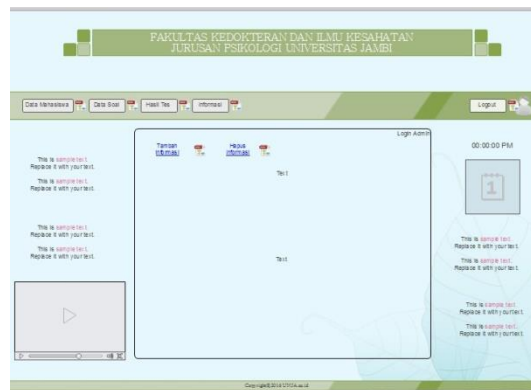 FAKULTAS KEDOKTERAN DAN ILMU KESAHATAN
JURUSAN PSIKOLOGI UNIVERSITAS JAMBI
Data Mahasiswa
Data Soal
Hasil Tes
Informasi
Logout
Login Admin
Tambah
Informasi
Hapus
Informasi
Text
Text
This is sample text.
Replace it with your text.
This is sample text.
Replace it with your text.
This is sample text.
Replace it with your text.
This is sample text.
Replace it with your text.
00:00:00 PM
1
This is sample text.
Replace it with your text.
This is sample text.
Replace it with your text.
This is sample text.
Replace it with your text.
This is sample text.
Replace it with your text.